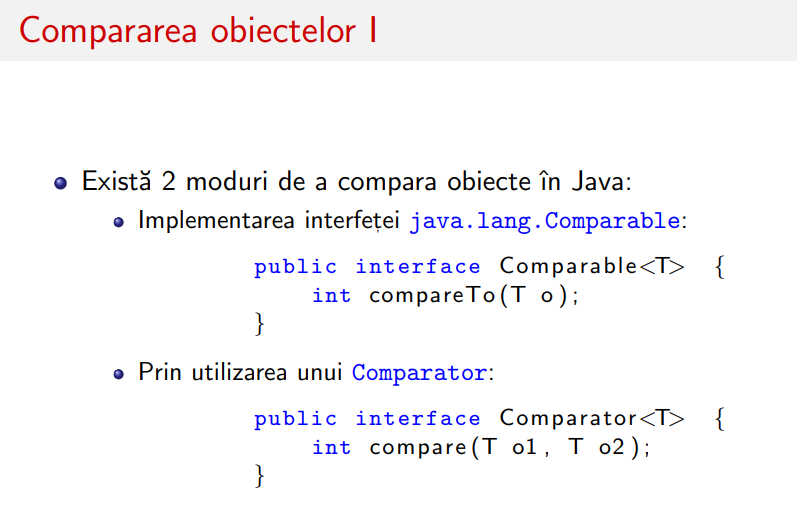 Compararea obiectelor I
Există 2 moduri de a compara obiecte în Java:
Implementarea interfeței java.lang.Comparable:
public interface Comparable<T> {
int compareTo(T o);
}
Prin utilizarea unui Comparator:
public interface Comparator<T> {
int compare(T o1, T o2);
}